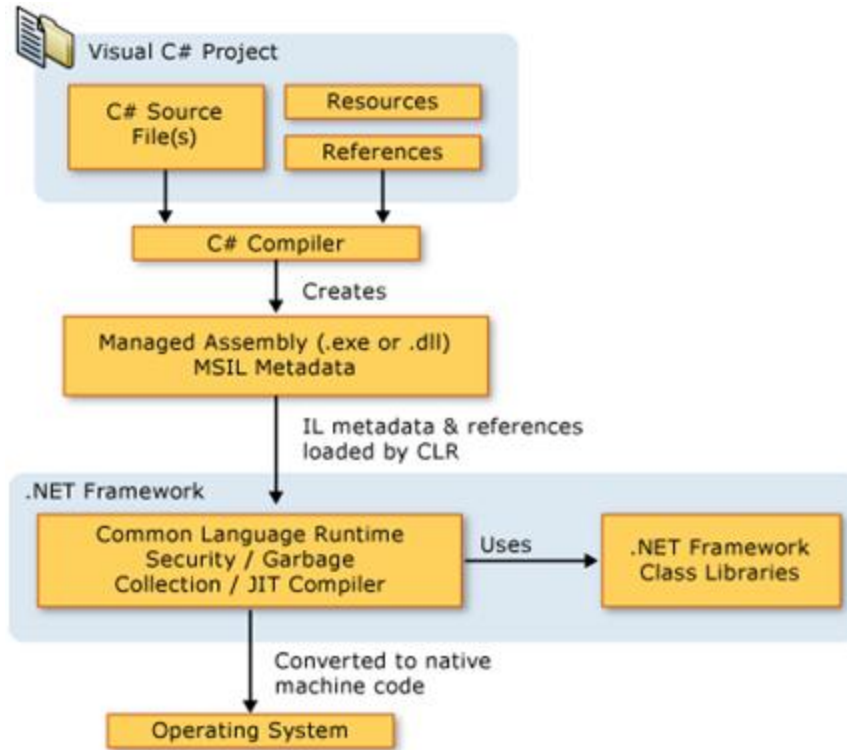 Visual C# Project
C# Source
File(s)
Resources
References
C# Compiler
Creates
Managed Assembly (.exe or .dll)
MSIL Metadata
IL metadata & references
loaded by CLR
.NET Framework
Common Language Runtime
Security / Garbage
Collection / JIT Compiler
Uses
.NET Framework
Class Libraries
Converted to native
machine code
Operating System